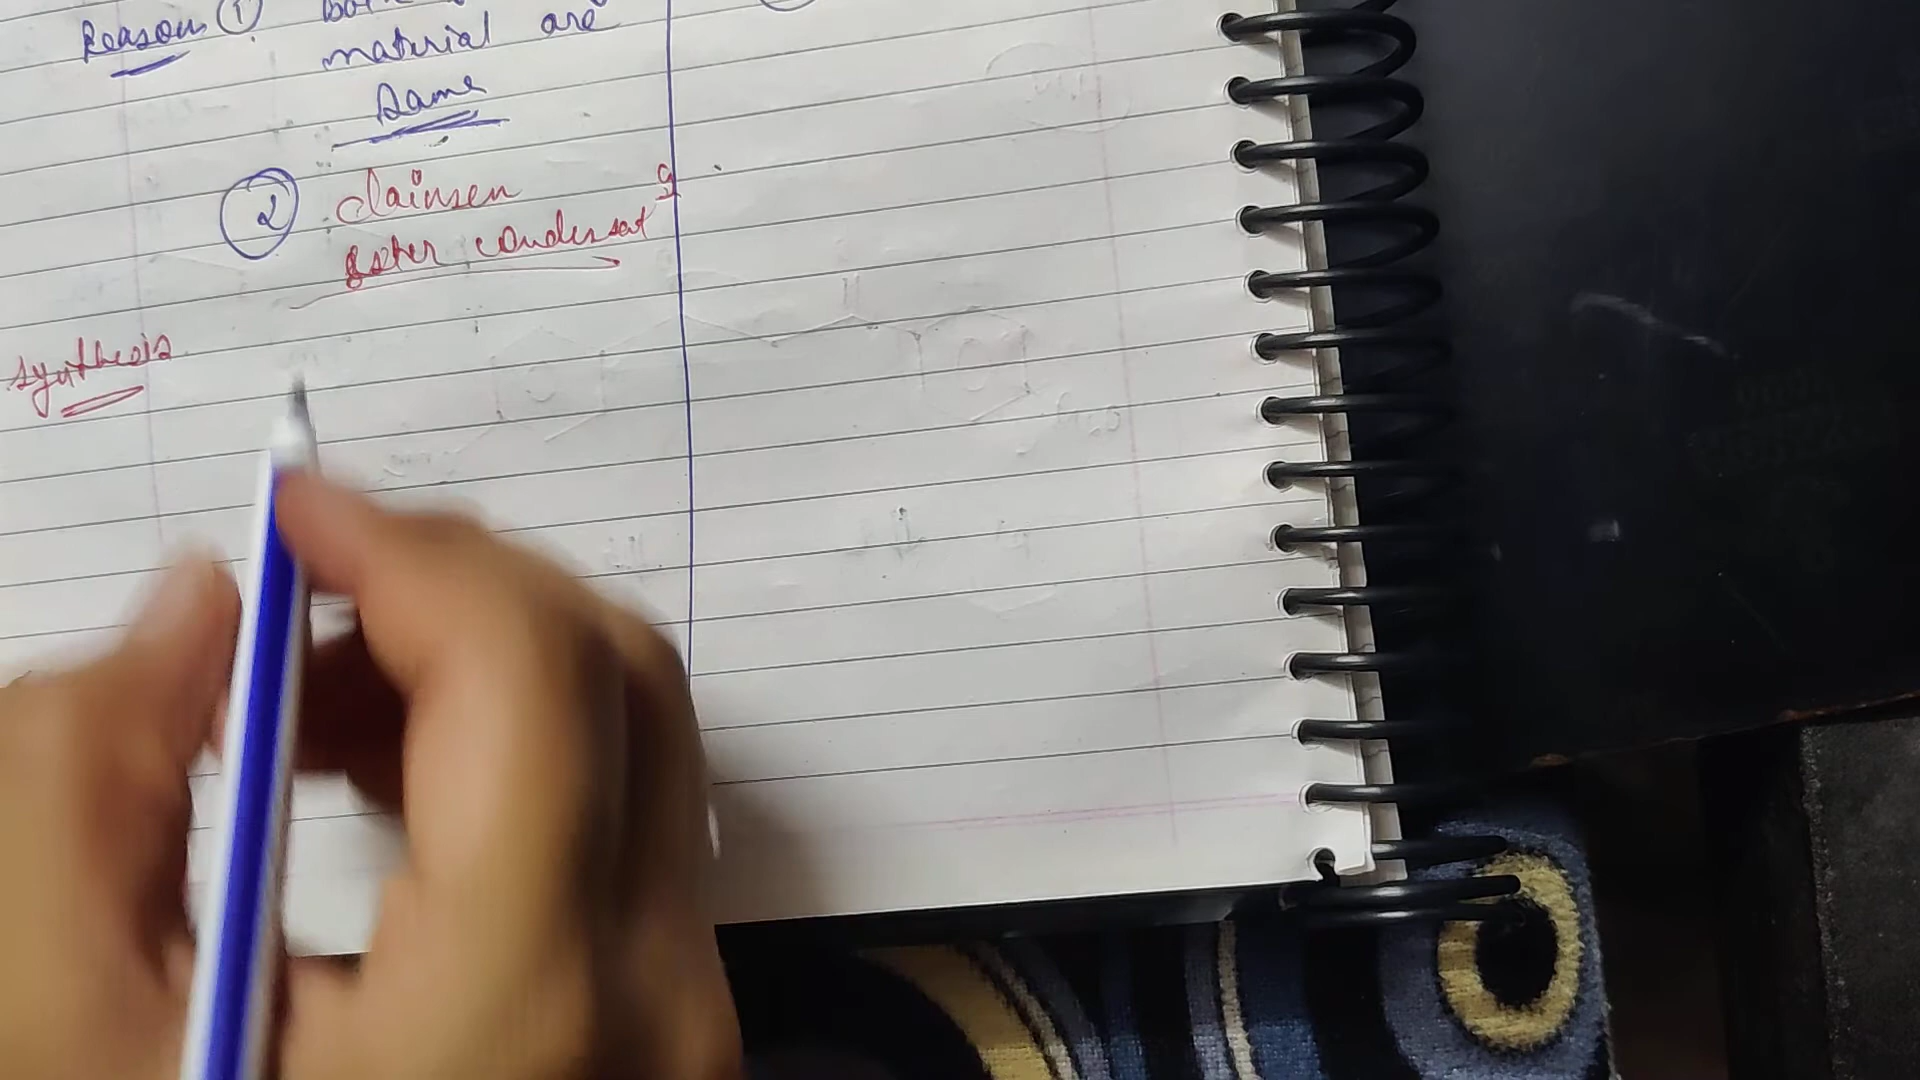 Reason ①
material are
same
② claisen
ester condensat
synthesis